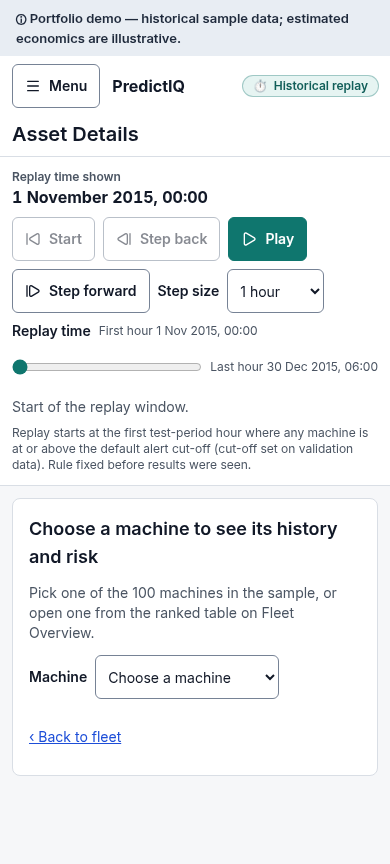 Portfolio demo — historical sample data; estimated
economics are illustrative.
Menu
PredictIQ
Historical replay
Asset Details
Replay time shown
1 November 2015, 00:00
Start
Step back
Play
Step forward
Step size
1 hour
Replay time
First hour 1 Nov 2015, 00:00
Last hour 30 Dec 2015, 06:00
Start of the replay window.
Replay starts at the first test-period hour where any machine is
at or above the default alert cut-off (cut-off set on validation
data). Rule fixed before results were seen.
Choose a machine to see its history
and risk
Pick one of the 100 machines in the sample, or
open one from the ranked table on Fleet
Overview.
Machine
Choose a machine
‹ Back to fleet